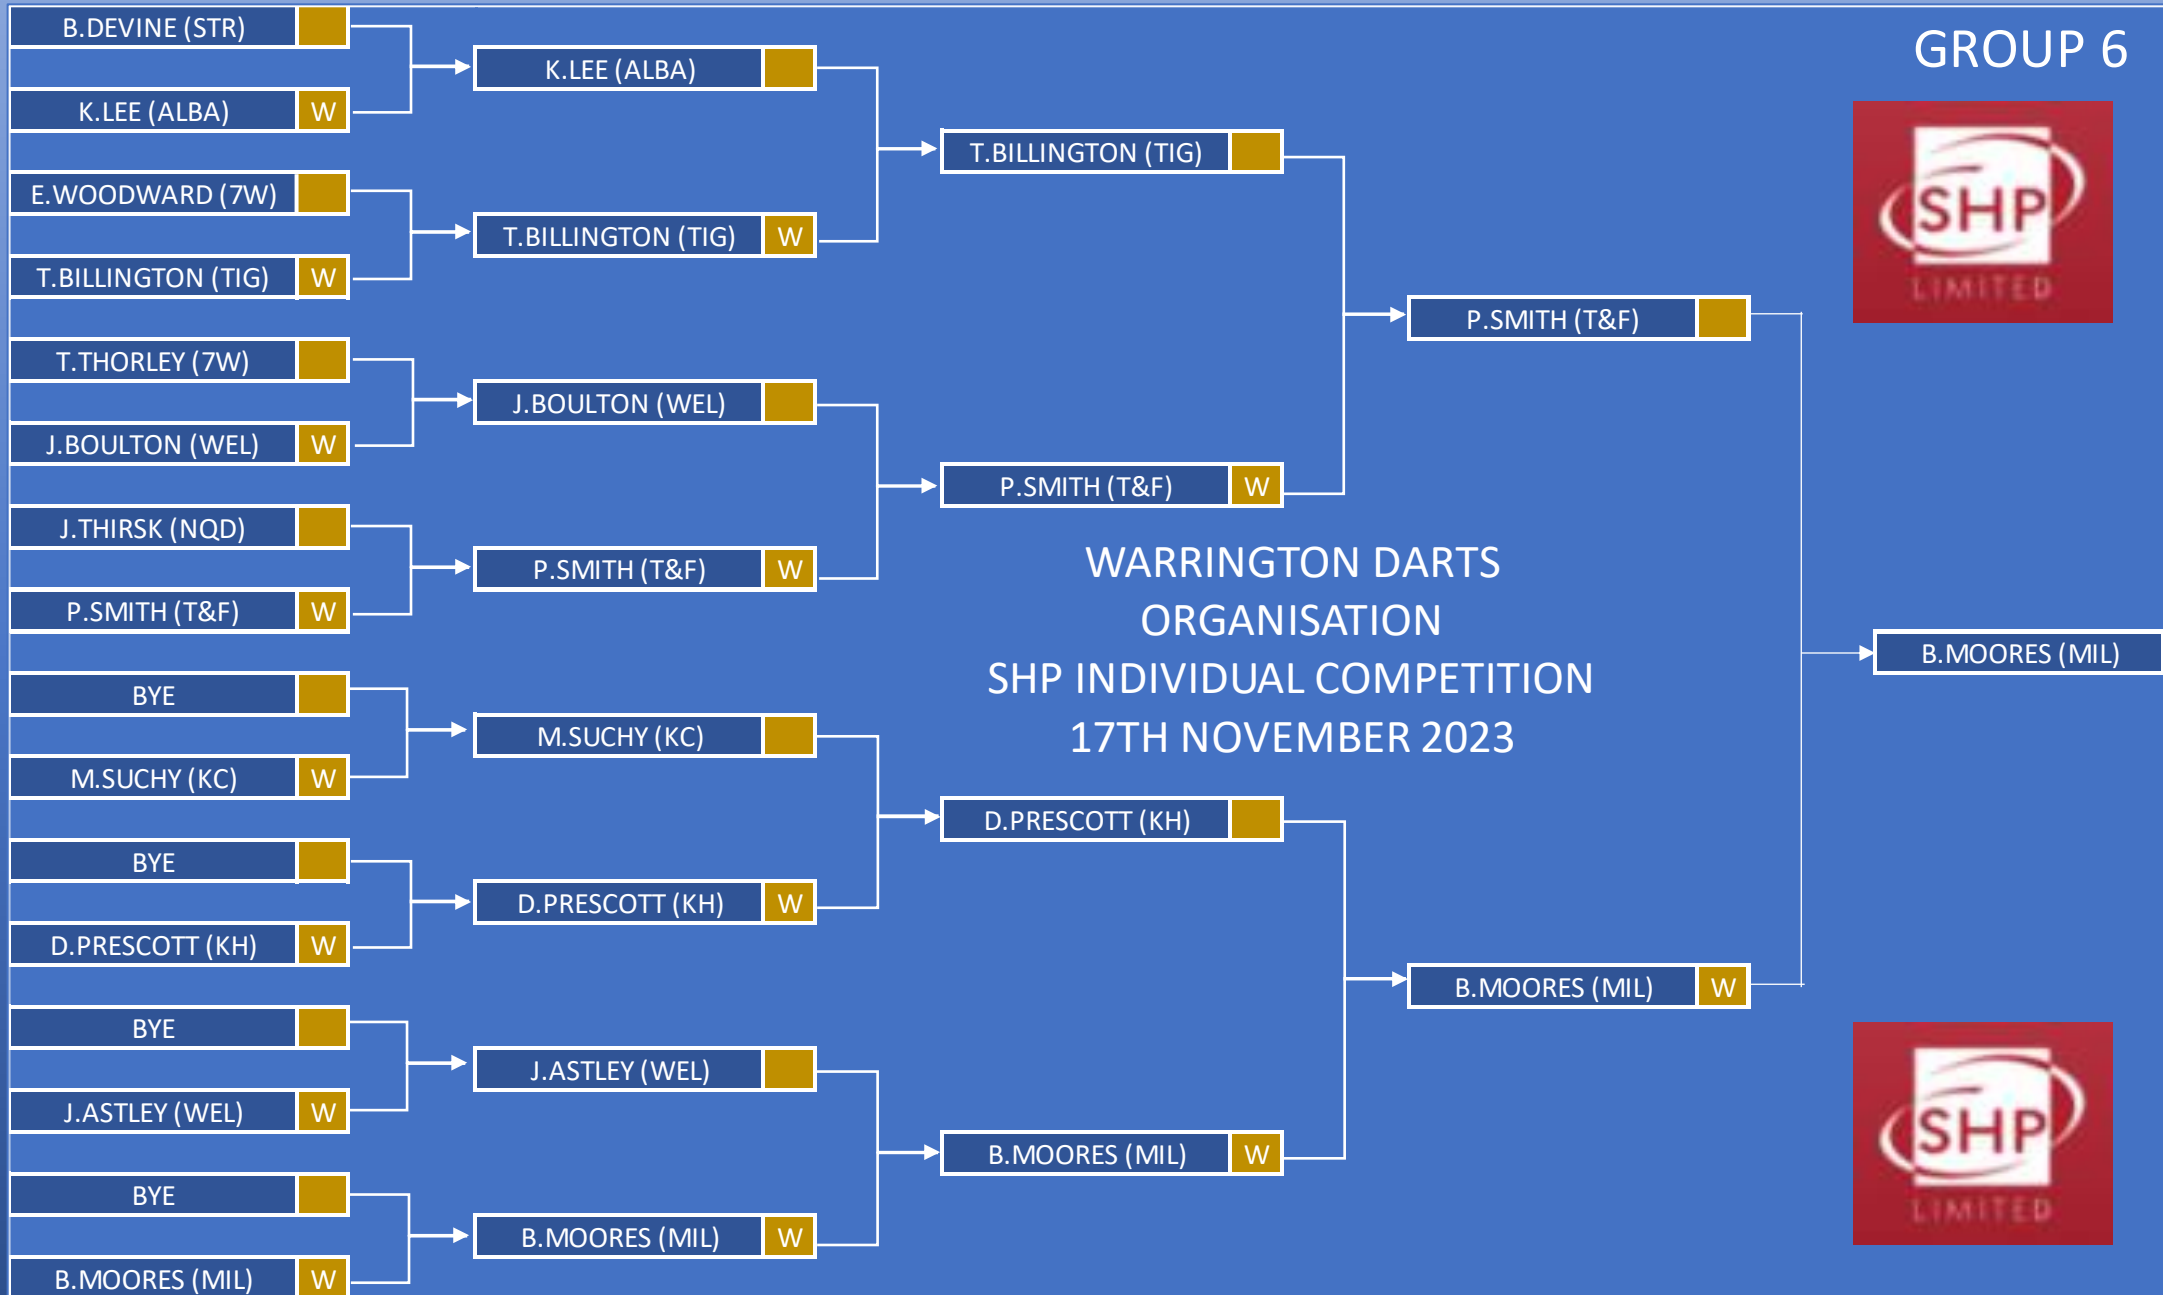 B.DEVINE (STR)
K.LEE (ALBA) W
E.WOODWARD (7W)
T.BILLINGTON (TIG) W
T.THORLEY (7W)
J.BOULTON (WEL) W
J.THIRSK (NQD)
P.SMITH (T&F) W
BYE
M.SUCHY (KC) W
BYE
D.PRESCOTT (KH) W
BYE
J.ASTLEY (WEL) W
BYE
B.MOORES (MIL) W
K.LEE (ALBA)
T.BILLINGTON (TIG) W
J.BOULTON (WEL)
P.SMITH (T&F) W
M.SUCHY (KC)
D.PRESCOTT (KH) W
J.ASTLEY (WEL)
B.MOORES (MIL) W
T.BILLINGTON (TIG)
P.SMITH (T&F) W
D.PRESCOTT (KH)
B.MOORES (MIL) W
P.SMITH (T&F)
B.MOORES (MIL) W
B.MOORES (MIL)
WARRINGTON DARTS
ORGANISATION
SHP INDIVIDUAL COMPETITION
17TH NOVEMBER 2023
GROUP 6
SHP
LIMITED
SHP
LIMITED